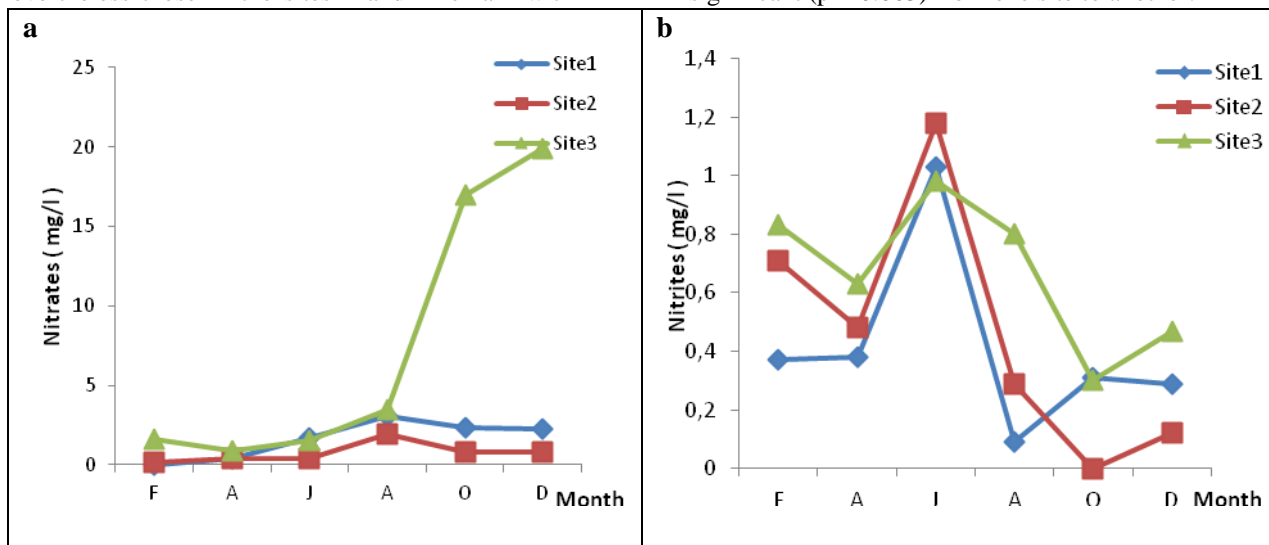 a
25
20
15
10
5
0
Nitrates ( mg/l )
Site1
Site2
Site3
F A J A O D Month
b
1,4
1,2
1
0,8
0,6
0,4
0,2
0
Nitrites ( mg/l )
Site1
Site2
Site3
F A J A O D Month